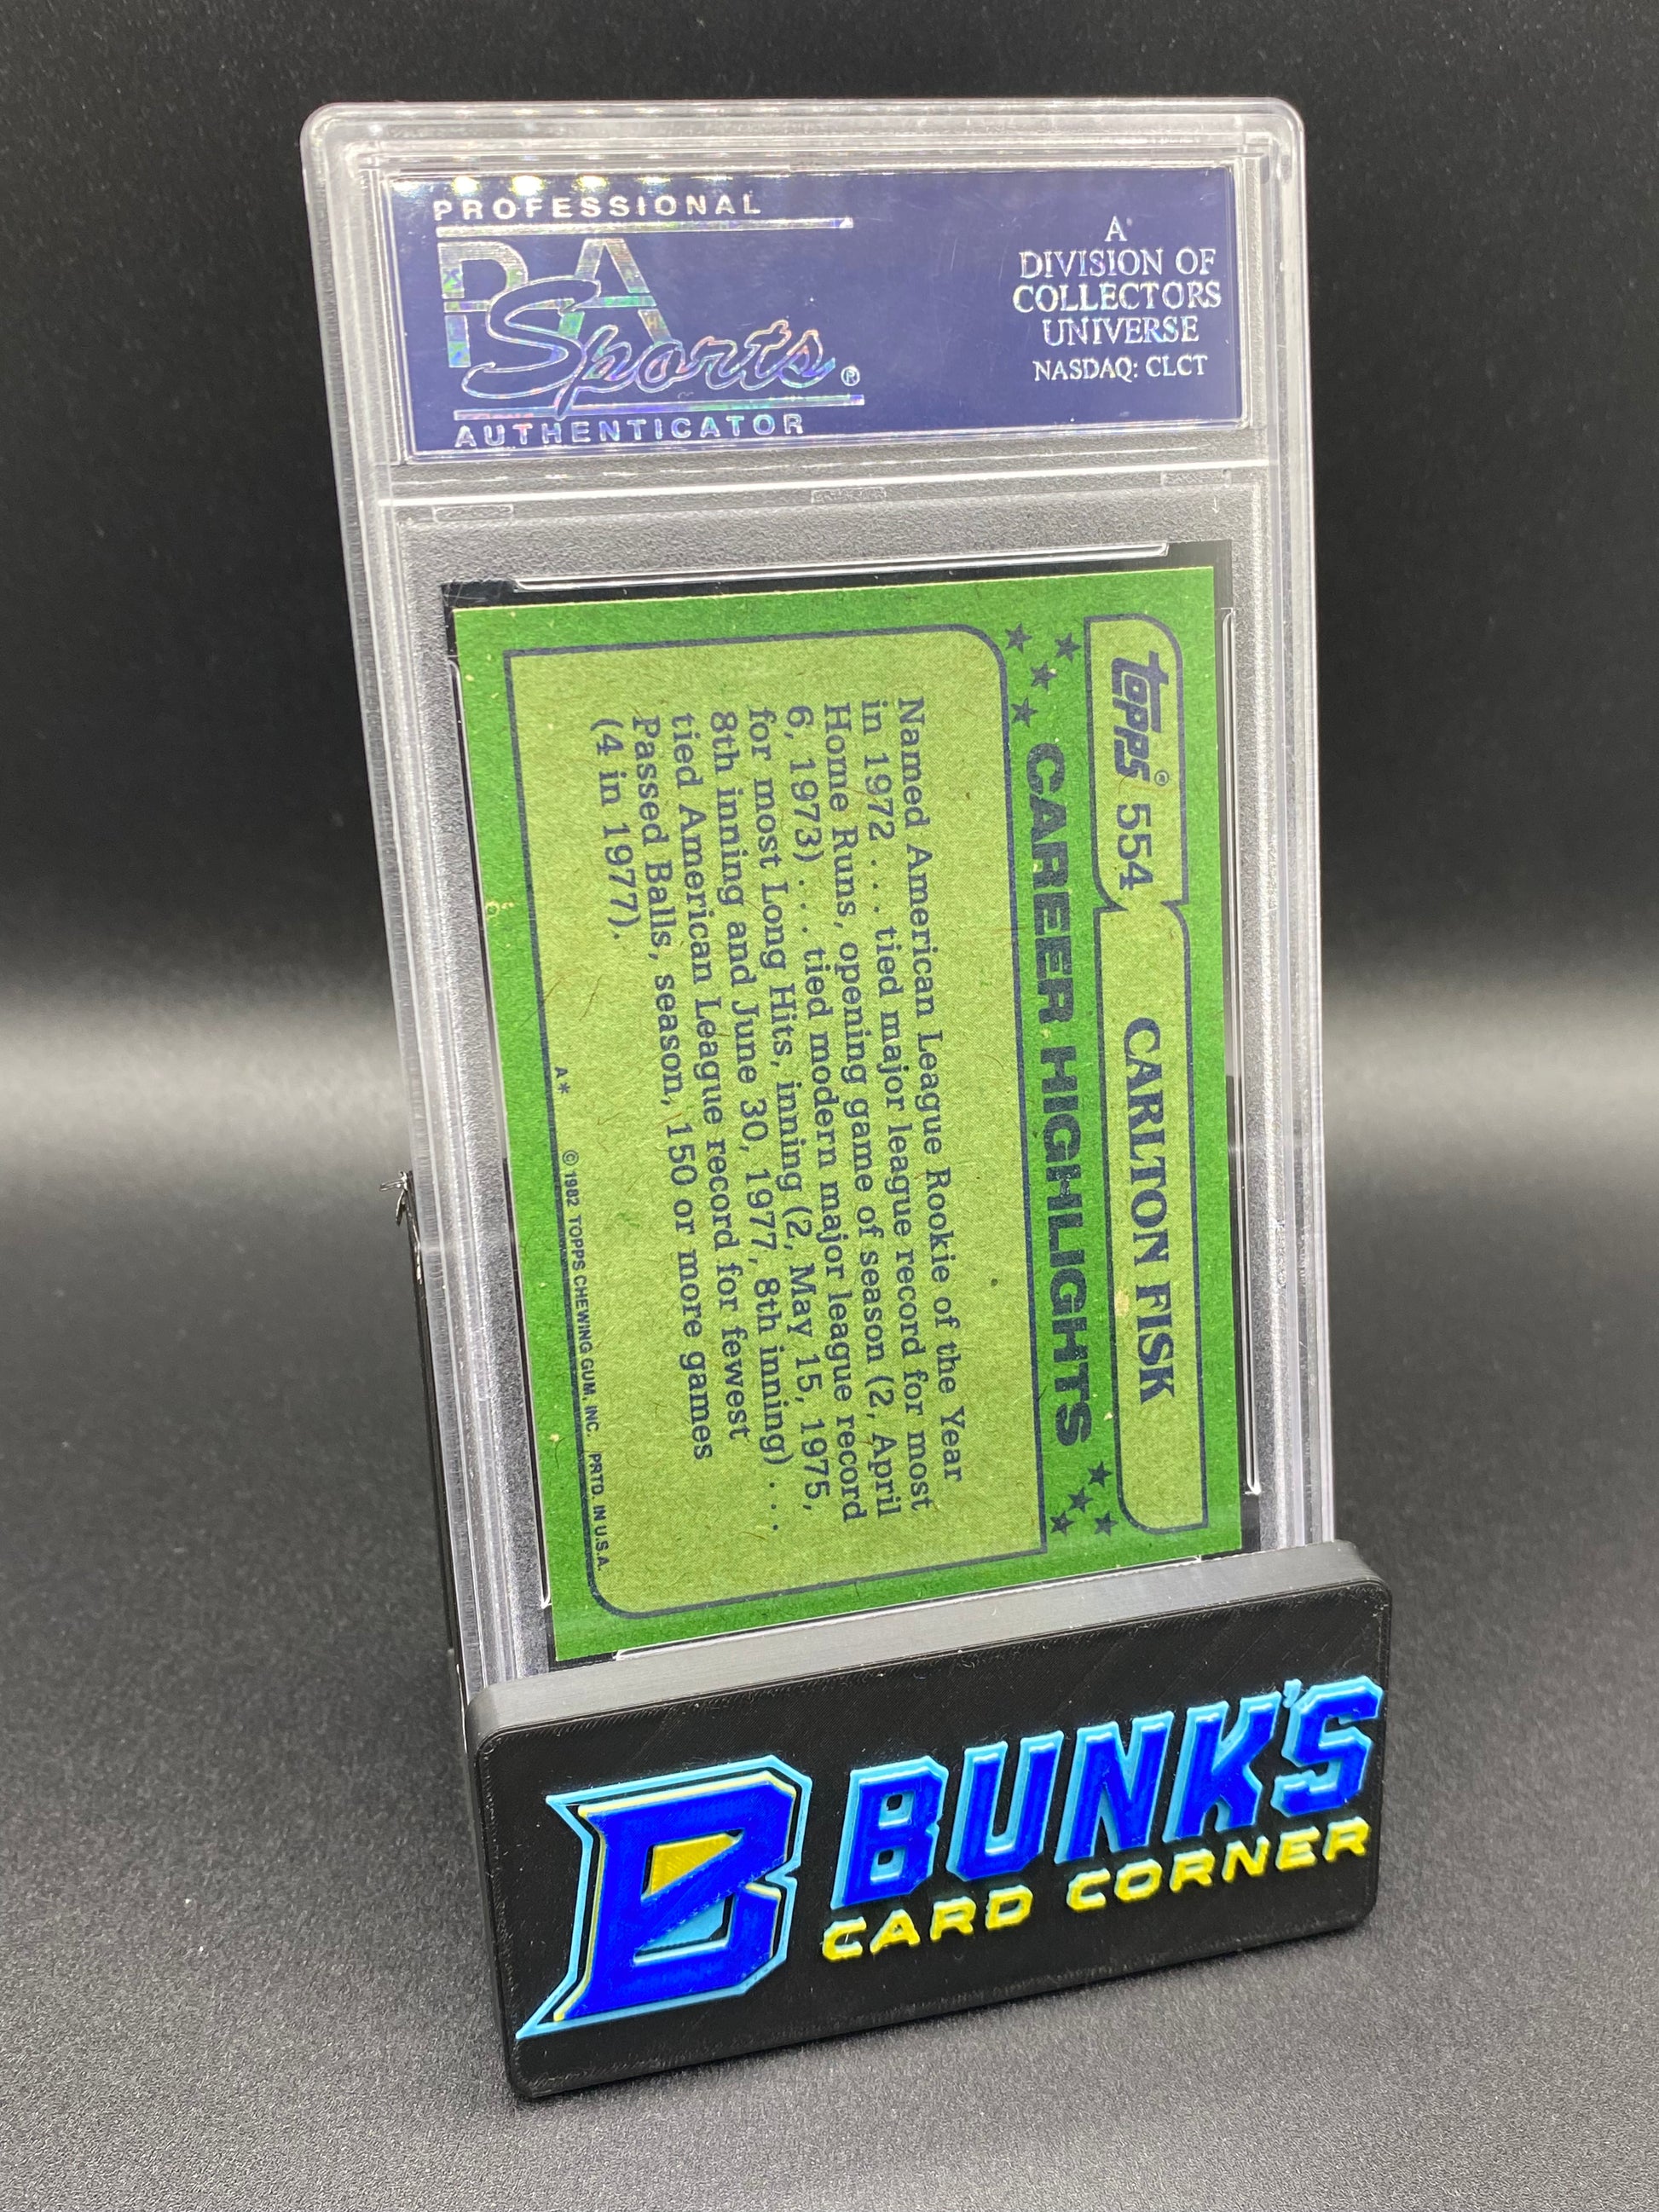 PROFESSIONAL
PSA
Sports®
AUTHENTICATOR
A
DIVISION OF
COLLECTORS
UNIVERSE
NASDAQ: CLCT
topps® 554 CARLTON FISK
CAREER HIGHLIGHTS
Named American League Rookie of the Year
in 1972 . . . tied major league record for most
Home Runs, opening game of season (2, April
6, 1973) . . . tied modern major league record
for most Long Hits, inning (2, May 15, 1975,
8th inning and June 30, 1977, 8th inning) . . .
tied American League record for fewest
Passed Balls, season, 150 or more games
(4 in 1977).
A* © 1982 TOPPS CHEWING GUM, INC. PRTD. IN U.S.A.
B BUNK'S
CARD CORNER